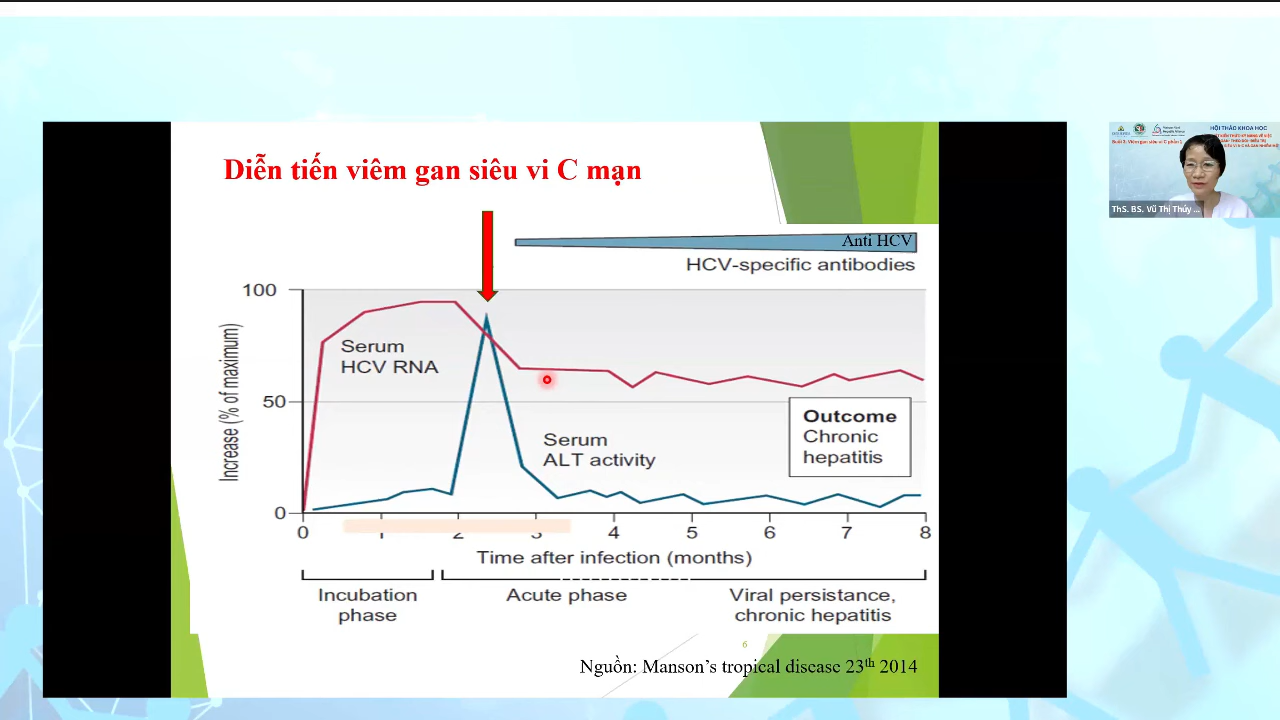 Diễn tiến viêm gan siêu vi C mạn
Anti HCV
HCV-specific antibodies
100
50
0
Increase (% of maximum)
Serum
HCV RNA
Serum
ALT activity
Outcome
Chronic
hepatitis
0 1 2 3 4 5 6 7 8
Time after infection (months)
Incubation
phase
Acute phase
Viral persistance,
chronic hepatitis
6
Nguồn: Manson's tropical disease 23th 2014
HỘI THẢO KHOA HỌC
ThS. BS. Vũ Thị Thúy ...